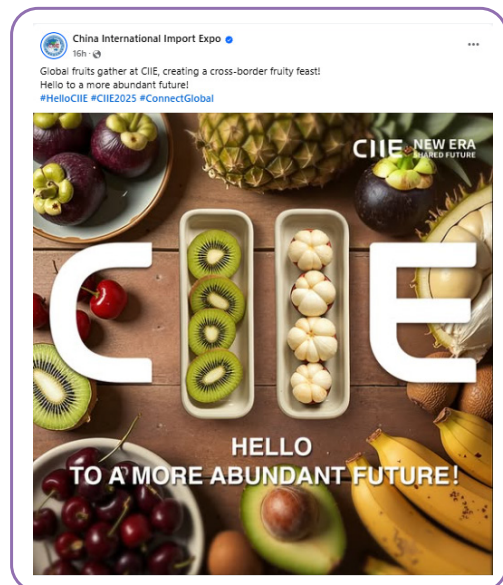 China International Import Expo
16h ·
Global fruits gather at CIIE, creating a cross-border fruity feast!
Hello to a more abundant future!
#HelloCIIE #CIIE2025 #ConnectGlobal
CIIE NEW ERA
SHARED FUTURE
CIIE
HELLO
TO A MORE ABUNDANT FUTURE!